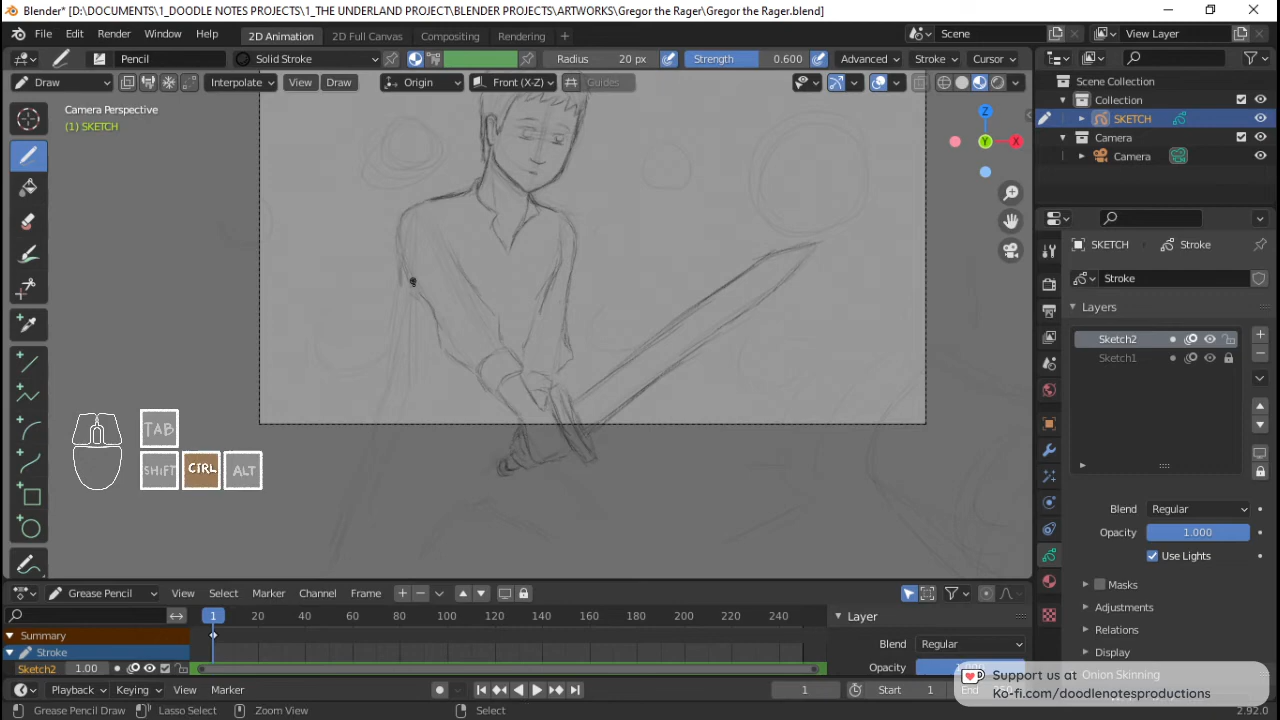 Blender* [D:\DOCUMENTS\1_DOODLE NOTES PROJECTS\1_THE UNDERLAND PROJECT\BLENDER PROJECTS\ARTWORKS\Gregor the Rager\Gregor the Rager.blend]
File Edit Render Window Help 2D Animation 2D Full Canvas Compositing Rendering Scene View Layer
Pencil Solid Stroke Radius 20 px Strength 0.600 Advanced Stroke Cursor
Draw Interpolate View Draw Origin Front (X-Z) Guides
Camera Perspective
(1) SKETCH
Z
Y
X
Scene Collection
Collection
SKETCH
Camera
Camera
SKETCH Stroke
Stroke
Layers
Sketch2
Sketch1
Blend Regular
Opacity 1.000
Use Lights
Masks
Adjustments
Relations
Display
Onion Skinning
TAB
SHIFT CTRL ALT
Grease Pencil View Select Marker Channel Frame
1 20 40 60 80 100 120 140 160 180 200 220 240
Summary
Stroke
Sketch2 1.00
Layer
Blend Regular
Opacity
Playback Keying View Marker 1 Start 1 End
Support us at
Ko-fi.com/doodlenotesproductions
Grease Pencil Draw Lasso Select Zoom View Select 2.92.0